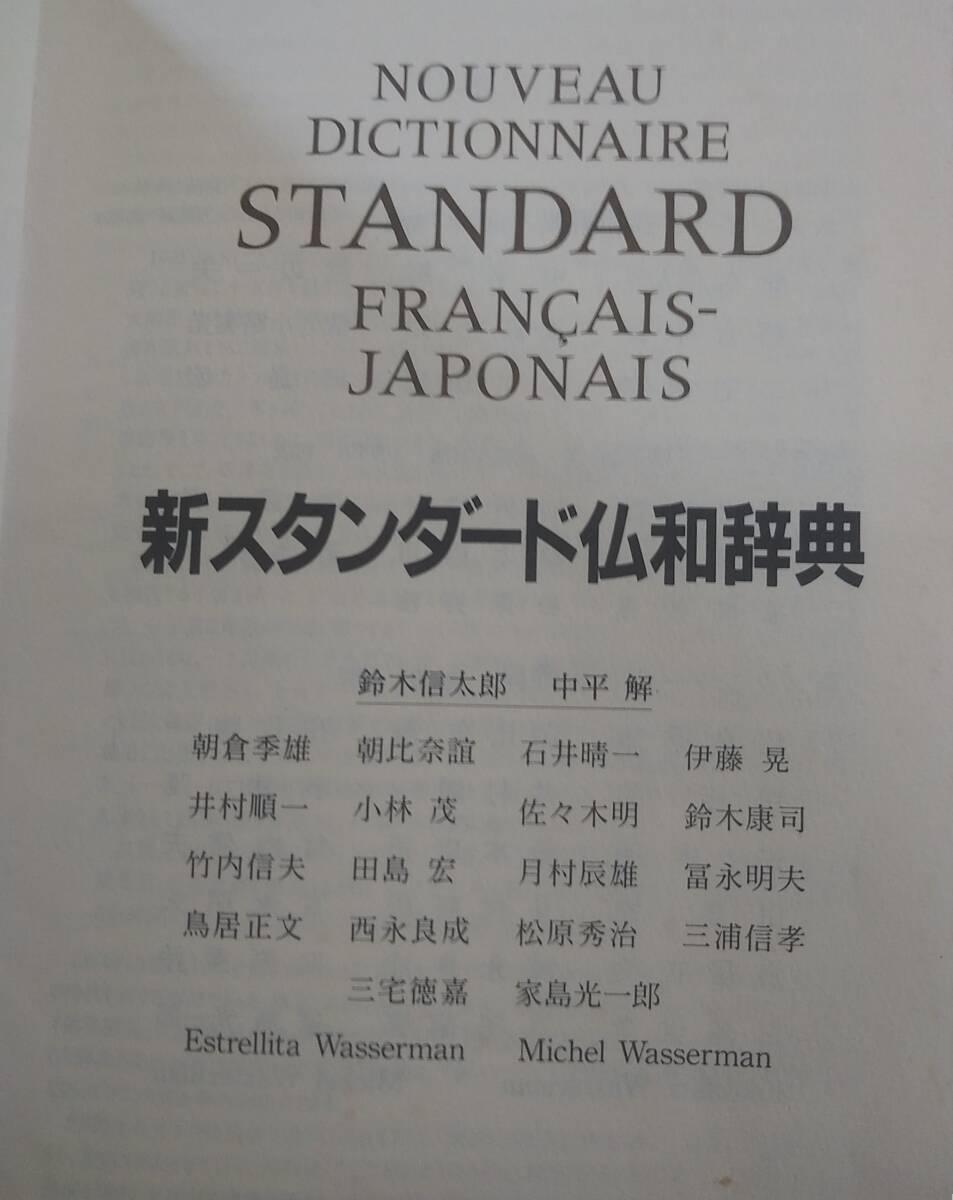 NOUVEAU
DICTIONNAIRE
STANDARD
FRANÇAIS-
JAPONAIS
新スタンダード仏和辞典
鈴木信太郎 中平 解
朝倉季雄 朝比奈誼 石井晴一 伊藤 晃
井村順一 小林 茂 佐々木明 鈴木康司
竹内信夫 田島 宏 月村辰雄 冨永明夫
鳥居正文 西永良成 松原秀治 三浦信孝
三宅徳嘉 家島光一郎
Estrellita Wasserman Michel Wasserman